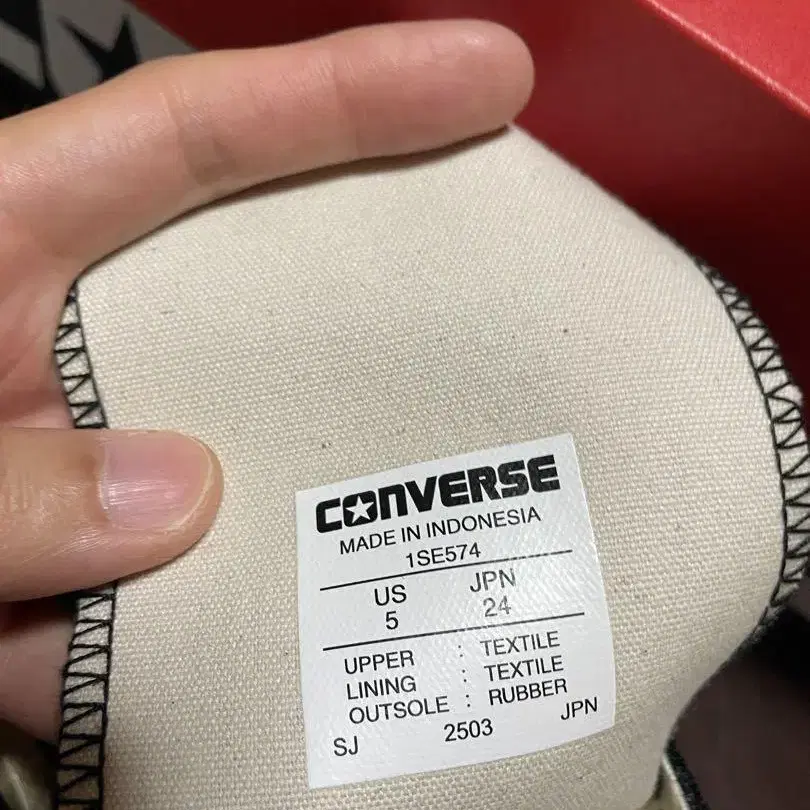 CONVERSE
MADE IN INDONESIA
1SE574
US JPN
5 24
UPPER : TEXTILE
LINING : TEXTILE
OUTSOLE : RUBBER
SJ 2503 JPN